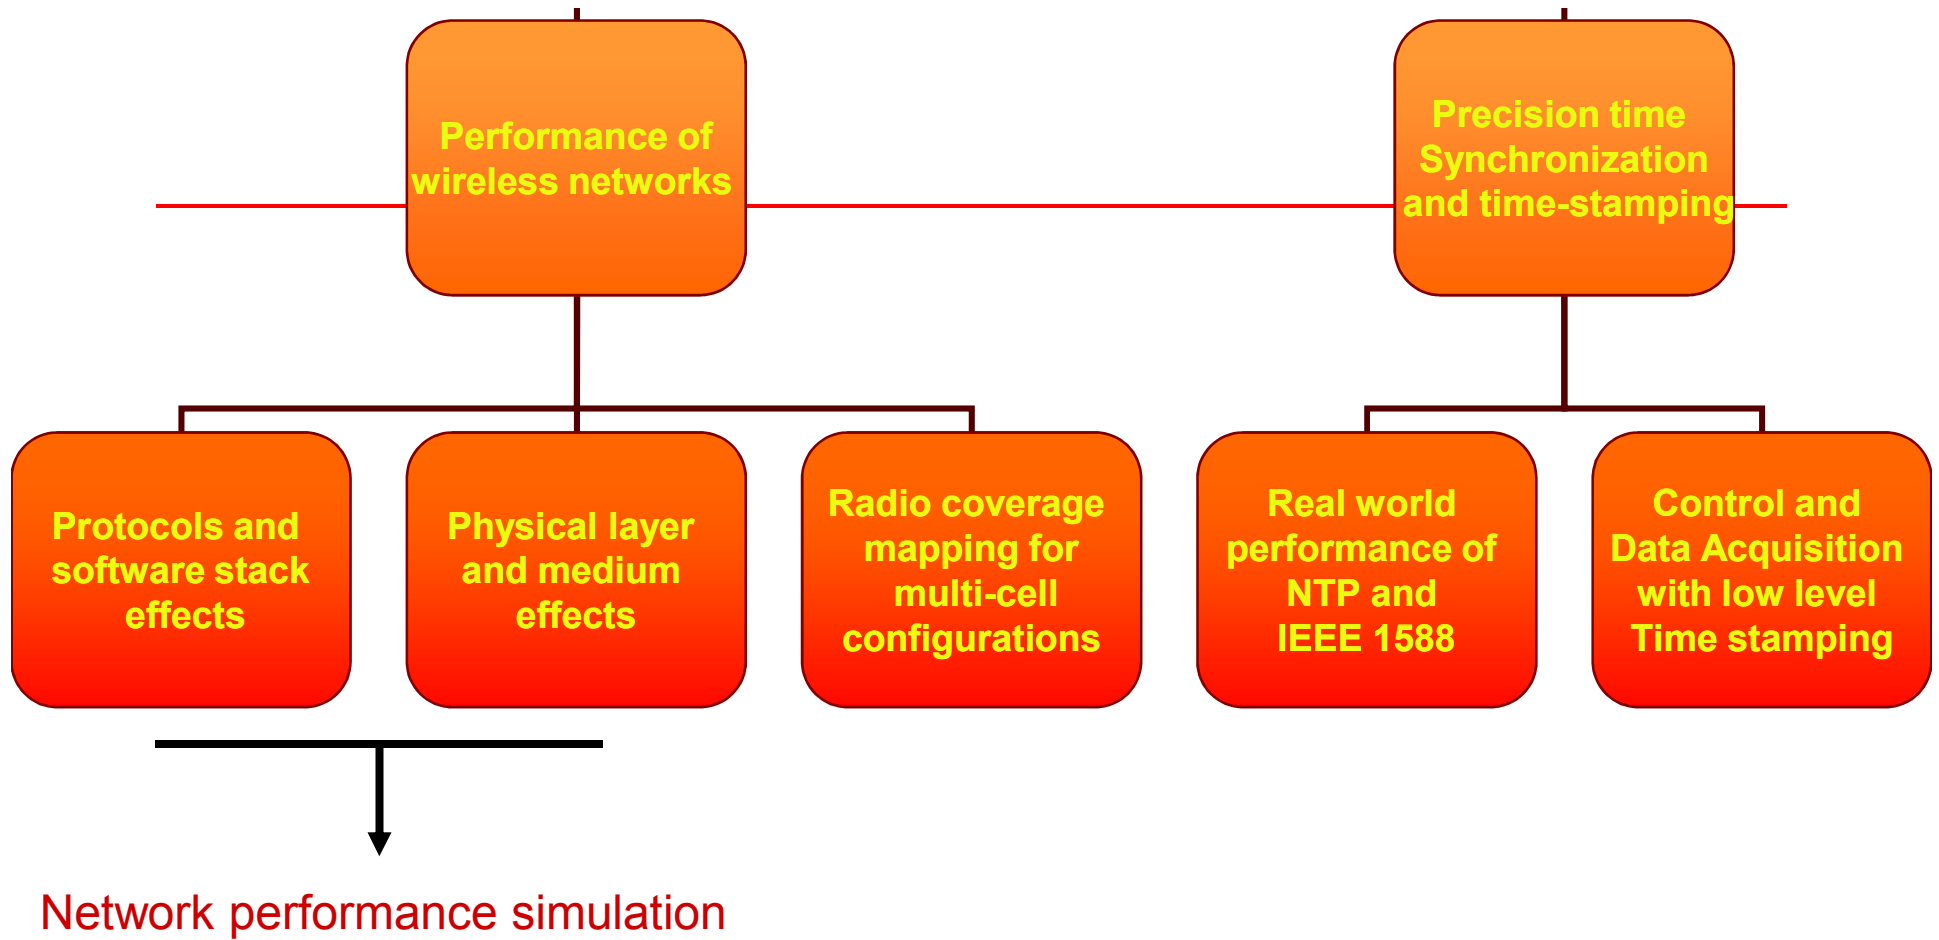 Performance of
wireless networks
Precision time
Synchronization
and time-stamping
Protocols and
software stack
effects
Physical layer
and medium
effects
Radio coverage
mapping for
multi-cell
configurations
Real world
performance of
NTP and
IEEE 1588
Control and
Data Acquisition
with low level
Time stamping
Network performance simulation